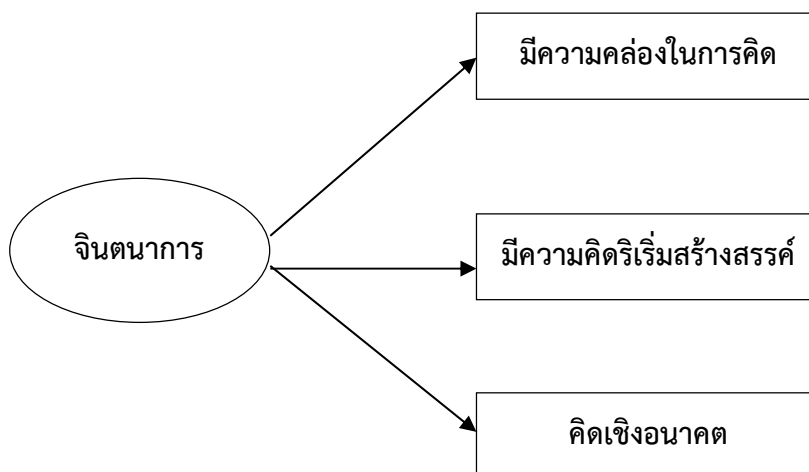 มีความคล่องในการคิด
จินตนาการ
มีความคิดริเริ่มสร้างสรรค์
คิดเชิงอนาคต